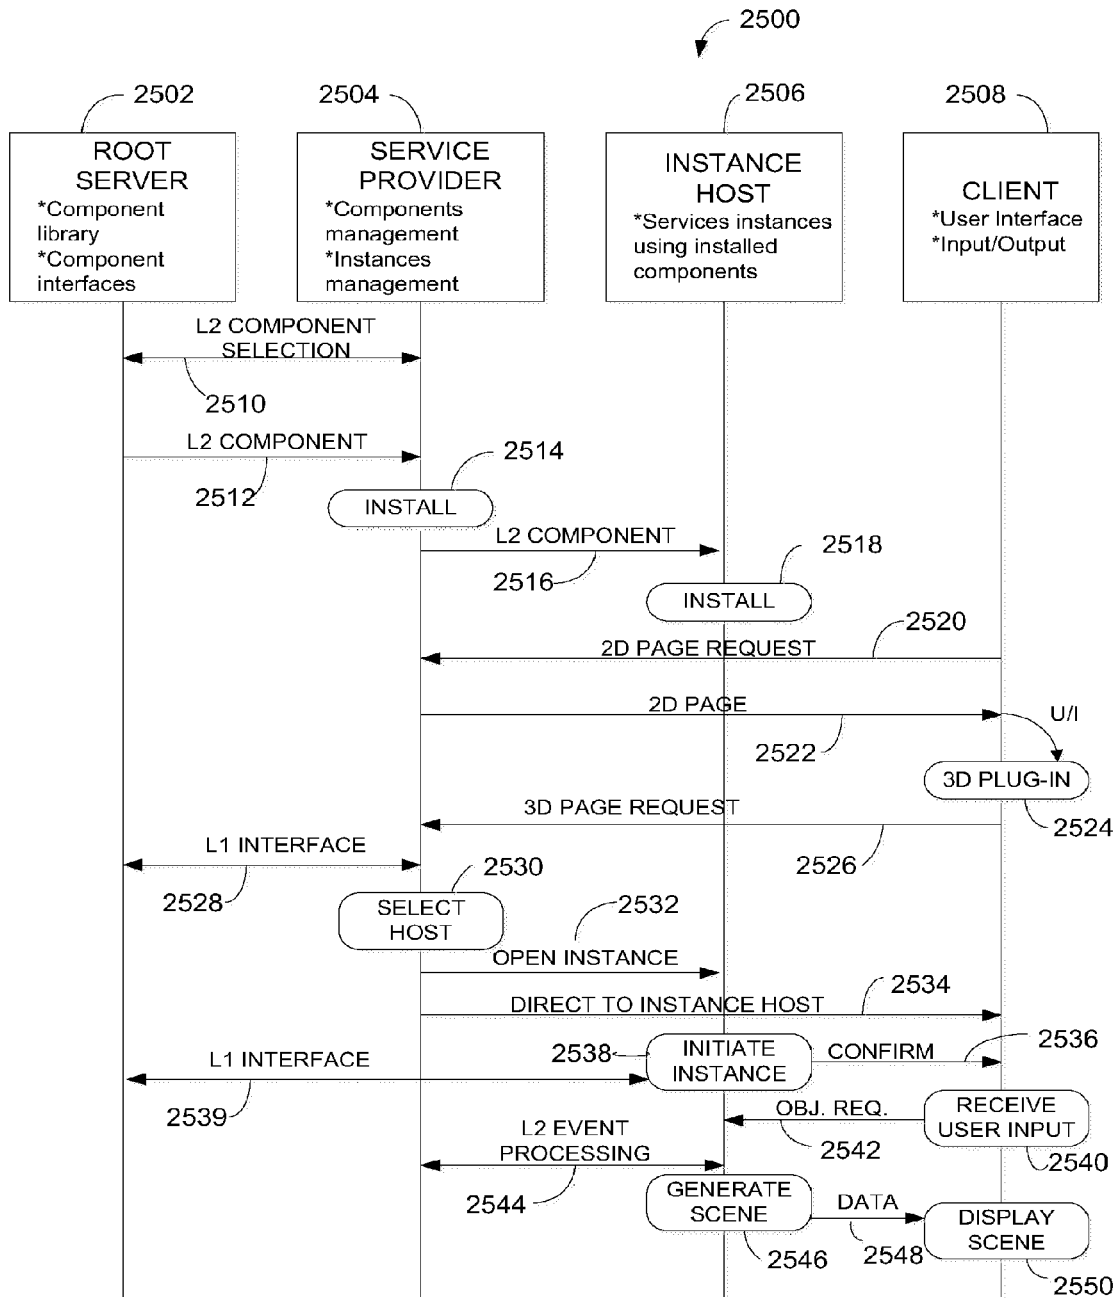 2500
2502
2504
2506
2508
ROOT
SERVER
*Component
library
*Component
interfaces
SERVICE
PROVIDER
*Components
management
*Instances
management
INSTANCE
HOST
*Services instances
using installed
components
CLIENT
*User Interface
*Input/Output
L2 COMPONENT
SELECTION
2510
L2 COMPONENT
2512
2514
INSTALL
L2 COMPONENT
2516
2518
INSTALL
2520
2D PAGE REQUEST
2D PAGE
2522
U/I
3D PLUG-IN
2524
3D PAGE REQUEST
2526
L1 INTERFACE
2528
2530
SELECT
HOST
2532
OPEN INSTANCE
2534
DIRECT TO INSTANCE HOST
2536
2538
INITIATE
INSTANCE
CONFIRM
L1 INTERFACE
2539
OBJ. REQ.
2542
RECEIVE
USER INPUT
2540
L2 EVENT
PROCESSING
2544
GENERATE
SCENE
2546
DATA
2548
DISPLAY
SCENE
2550